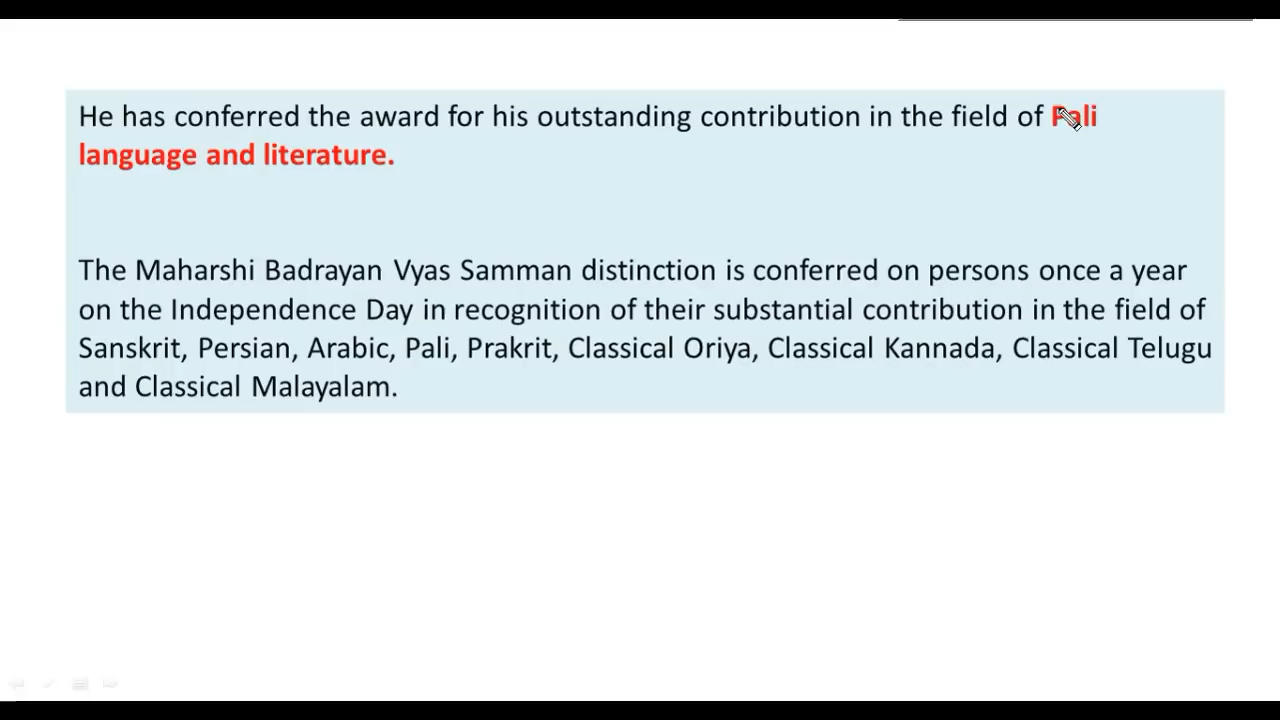 He has conferred the award for his outstanding contribution in the field of Pali
language and literature.
The Maharshi Badrayan Vyas Samman distinction is conferred on persons once a year
on the Independence Day in recognition of their substantial contribution in the field of
Sanskrit, Persian, Arabic, Pali, Prakrit, Classical Oriya, Classical Kannada, Classical Telugu
and Classical Malayalam.